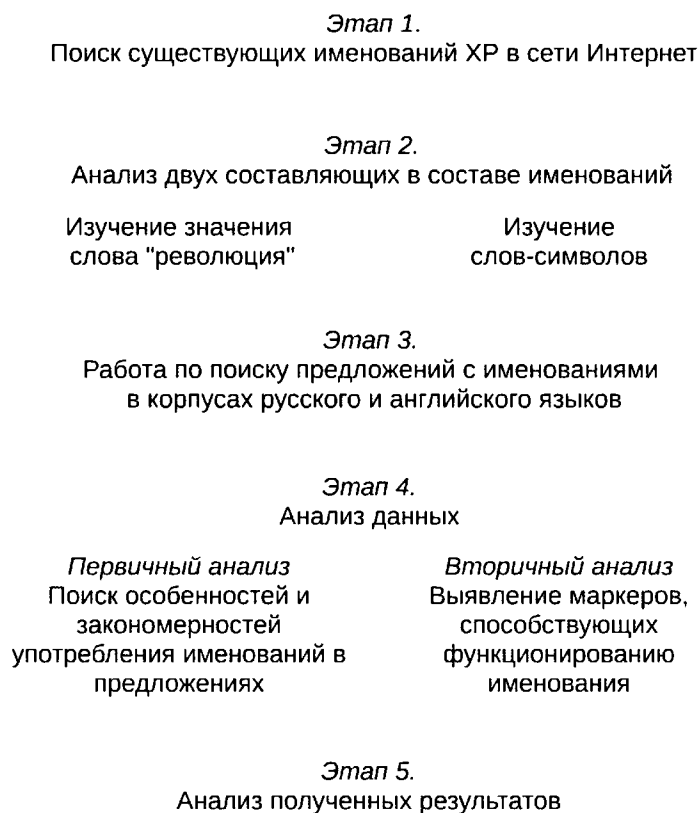 Этап 1.
Поиск существующих именований ХР в сети Интернет
Этап 2.
Анализ двух составляющих в составе именований
Изучение значения
слова "революция"
Изучение
слов-символов
Этап 3.
Работа по поиску предложений с именованиями
в корпусах русского и английского языков
Этап 4.
Анализ данных
Первичный анализ
Поиск особенностей и
закономерностей
употребления именований в
предложениях
Вторичный анализ
Выявление маркеров,
способствующих
функционированию
именования
Этап 5.
Анализ полученных результатов